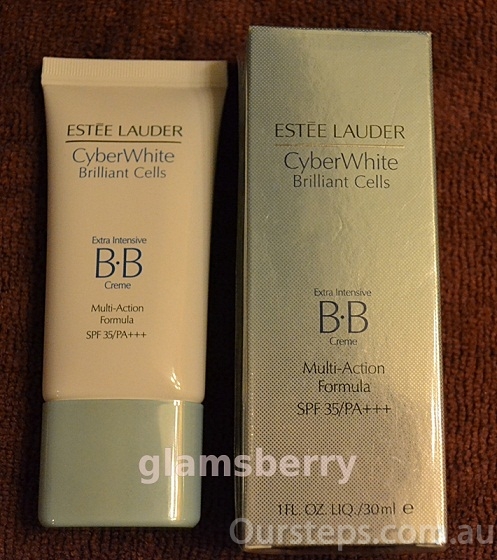 ESTĒE LAUDER
CyberWhite
Brilliant Cells
Extra Intensive
B·B
Creme
Multi-Action
Formula
SPF 35/PA+++
ESTĒE LAUDER
CyberWhite
Brilliant Cells
Extra Intensive
B·B
Creme
Multi-Action
Formula
SPF 35/PA+++
1FL. OZ. LIQ./30ml e
glamsberry
Oursteps.com.au